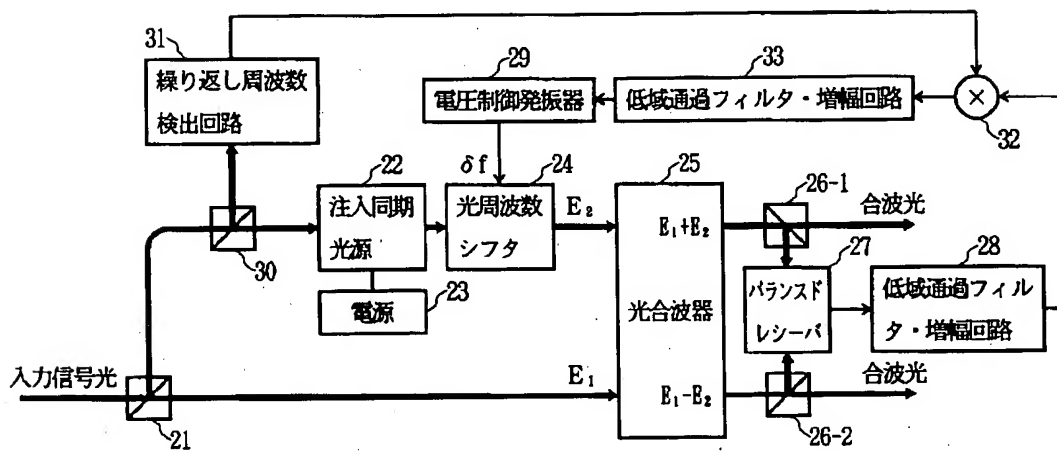 31
繰り返し周波数
検出回路
29
電圧制御発振器
33
低域通過フィルタ・増幅回路
×
32
δf
22
注入同期
光源
24
光周波数
シフタ
E₂
25
E₁+E₂
光合波器
E₁−E₂
26-1
合波光
30
23
電源
27
バランスド
レシーバ
28
低域通過フィル
タ・増幅回路
入力信号光
21
E₁
合波光
26-2